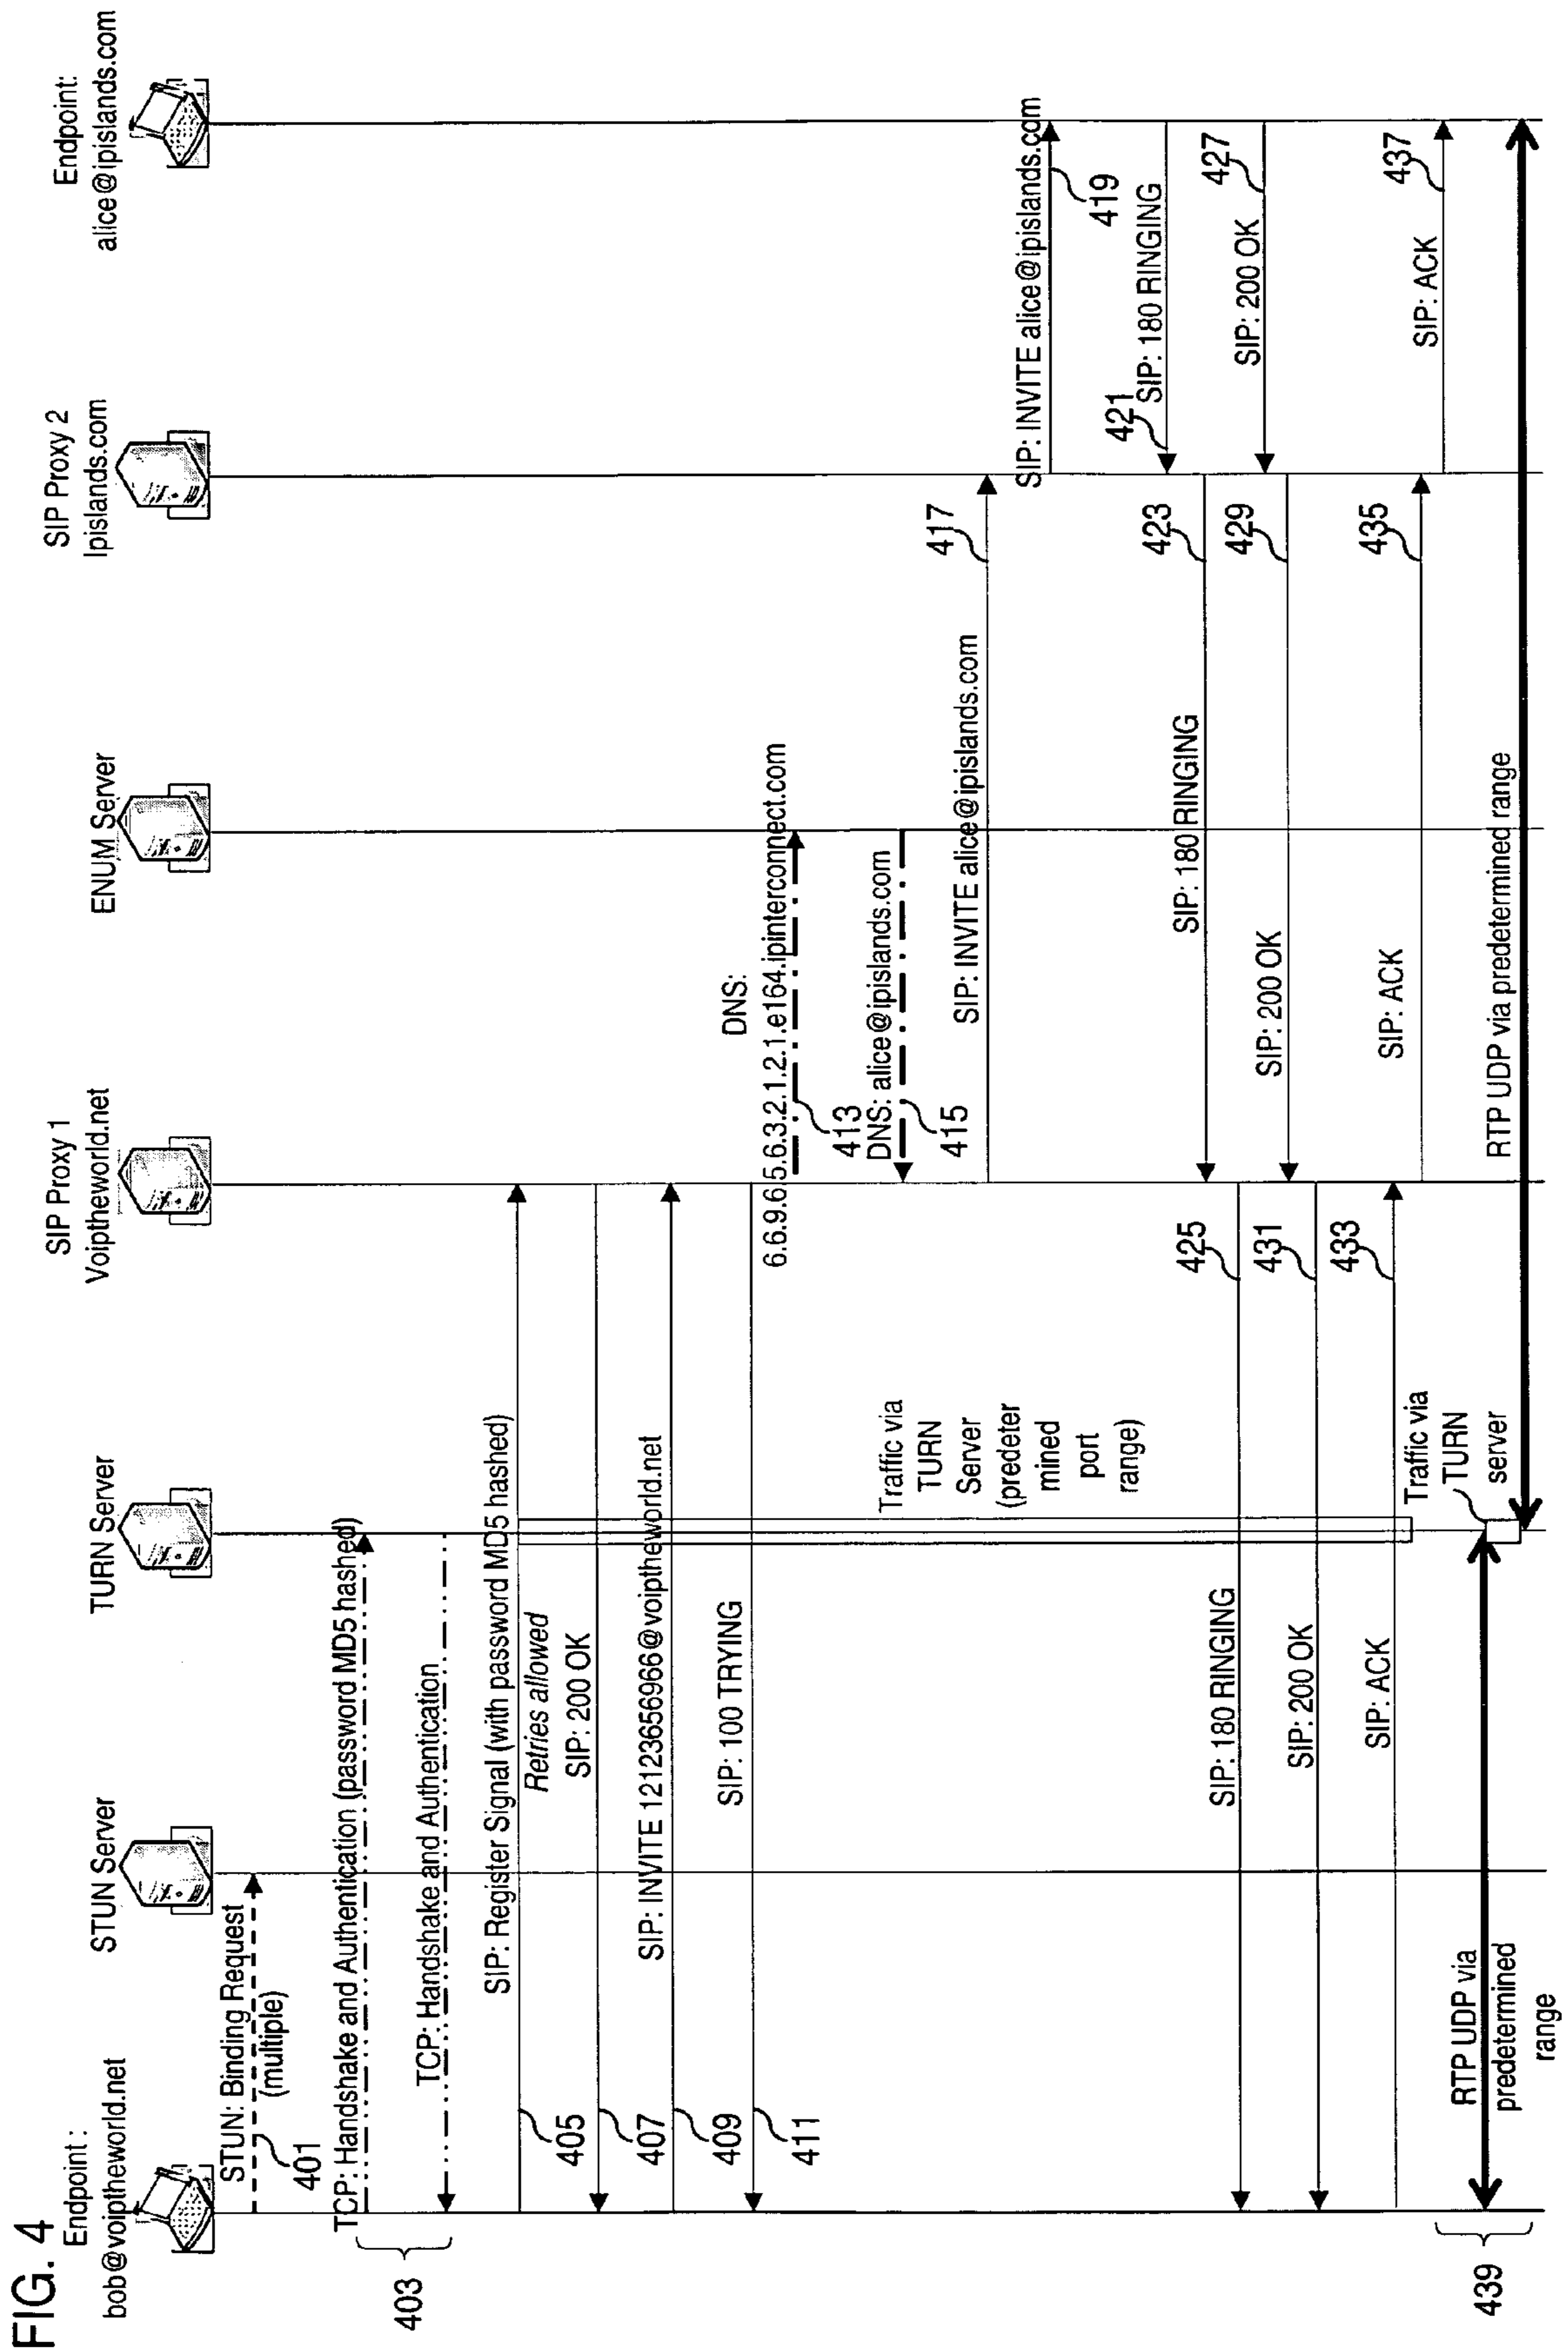 FIG. 4
Endpoint:
bob@voiptheworld.net
STUN Server
TURN Server
SIP Proxy 1
Voiptheworld.net
ENUM Server
SIP Proxy 2
Ipislands.com
Endpoint:
alice@ipislands.com
STUN: Binding Request
(multiple)
401
TCP: Handshake and Authentication (password MD5 hashed)
TCP: Handshake and Authentication
403
SIP: Register Signal (with password MD5 hashed)
Retries allowed
405
SIP: 200 OK
407
SIP: INVITE 12123656966@voiptheworld.net
409
SIP: 100 TRYING
411
DNS:
6.6.9.6.5.6.3.2.1.2.1.e164.ipinterconnect.com
413
DNS: alice@ipislands.com
415
Traffic via
TURN
Server
(predeter
mined
port
range)
SIP: INVITE alice@ipislands.com
417
SIP: INVITE alice@ipislands.com
419
SIP: 180 RINGING
421
SIP: 180 RINGING
423
SIP: 180 RINGING
425
SIP: 200 OK
427
SIP: 200 OK
429
SIP: 200 OK
431
SIP: ACK
433
SIP: ACK
435
SIP: ACK
437
Traffic via
TURN
server
RTP UDP via
predetermined
range
RTP UDP via predetermined range
439